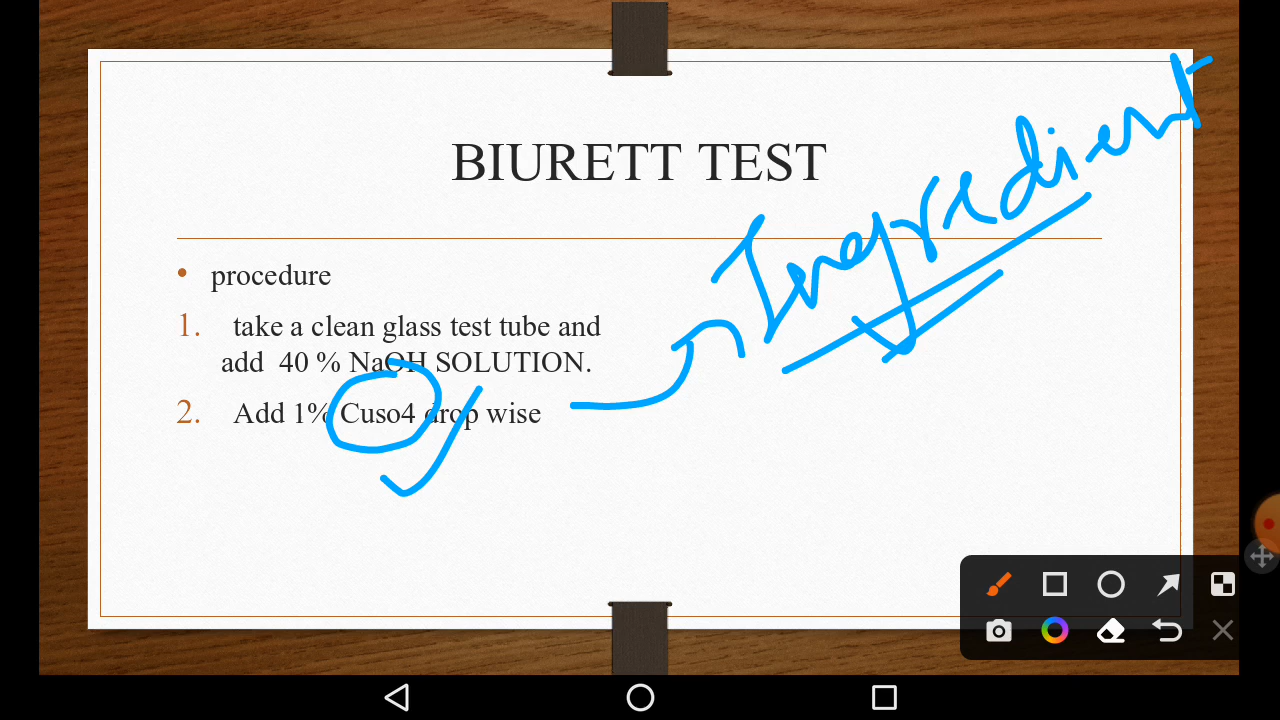 BIURETT TEST
• procedure
1. take a clean glass test tube and
add 40 % NaOH SOLUTION.
2. Add 1% Cuso4 drop wise
Ingredient